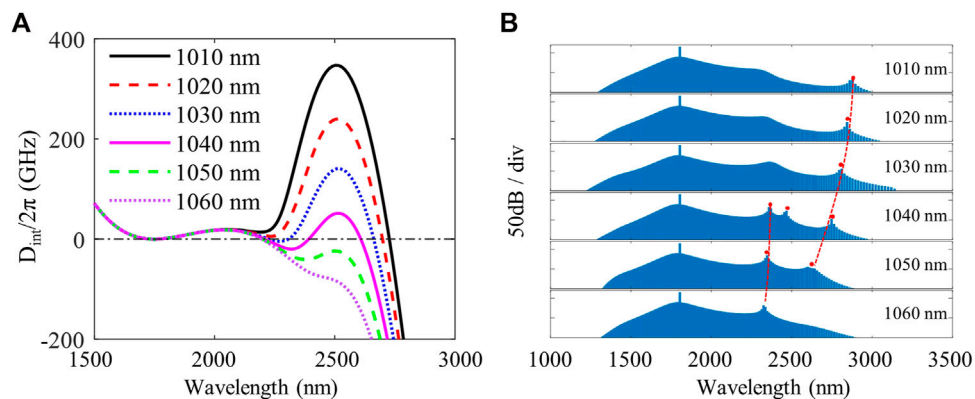 A
400
200
0
-200
D_int/2π (GHz)
1010 nm
1020 nm
1030 nm
1040 nm
1050 nm
1060 nm
1500
2000
2500
3000
Wavelength (nm)
B
1010 nm
1020 nm
1030 nm
1040 nm
1050 nm
1060 nm
50dB / div
1000
1500
2000
2500
3000
3500
Wavelength (nm)